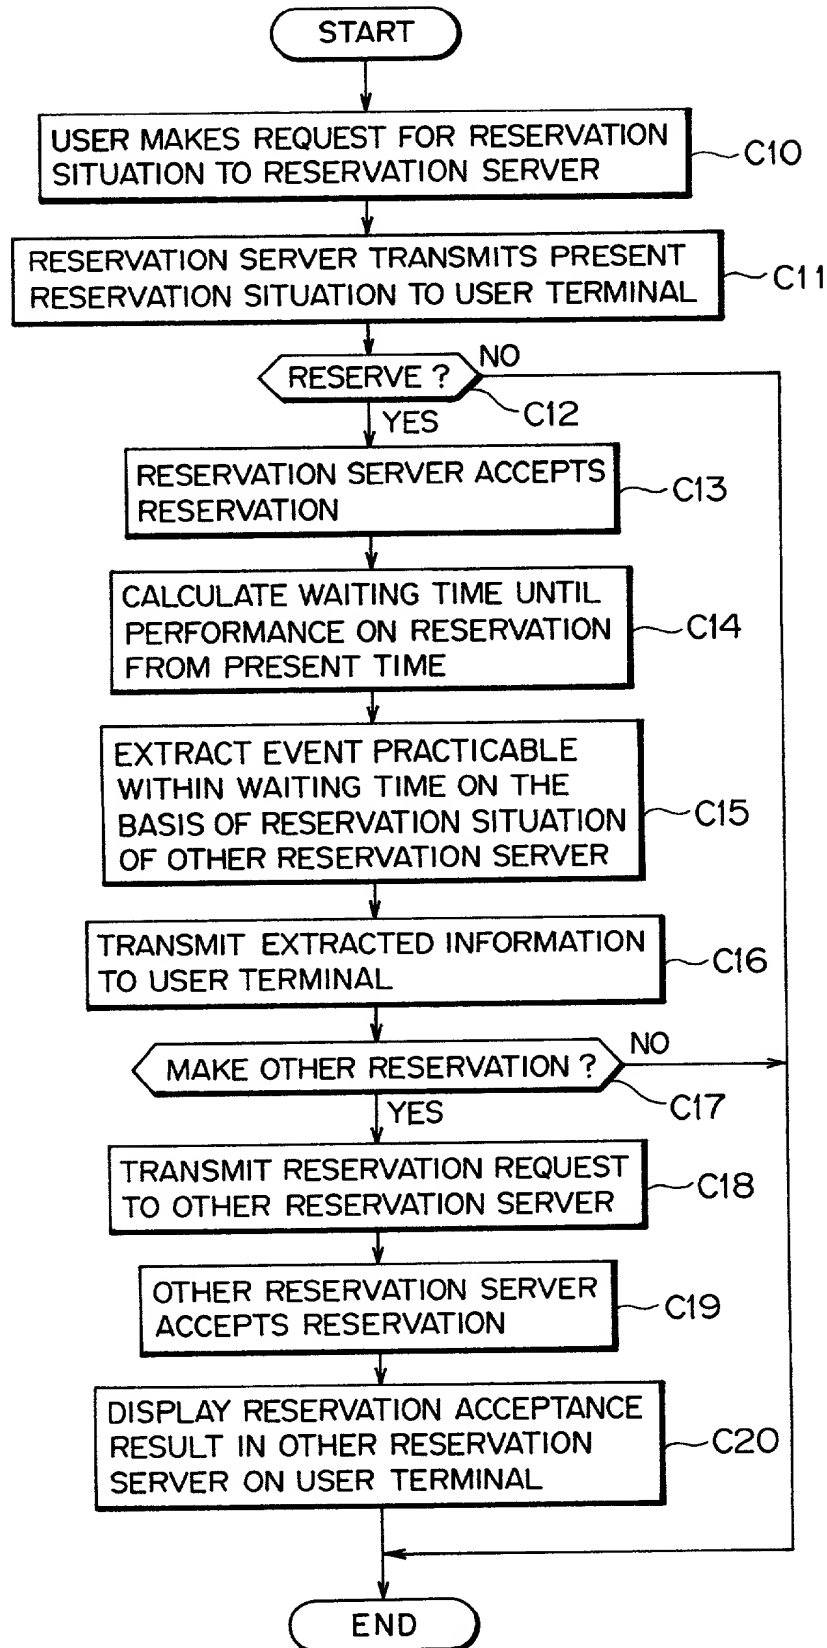 START
USER MAKES REQUEST FOR RESERVATION
SITUATION TO RESERVATION SERVER
C10
RESERVATION SERVER TRANSMITS PRESENT
RESERVATION SITUATION TO USER TERMINAL
C11
RESERVE ?
NO
C12
YES
RESERVATION SERVER ACCEPTS
RESERVATION
C13
CALCULATE WAITING TIME UNTIL
PERFORMANCE ON RESERVATION
FROM PRESENT TIME
C14
EXTRACT EVENT PRACTICABLE
WITHIN WAITING TIME ON THE
BASIS OF RESERVATION SITUATION
OF OTHER RESERVATION SERVER
C15
TRANSMIT EXTRACTED INFORMATION
TO USER TERMINAL
C16
MAKE OTHER RESERVATION ?
NO
C17
YES
TRANSMIT RESERVATION REQUEST
TO OTHER RESERVATION SERVER
C18
OTHER RESERVATION SERVER
ACCEPTS RESERVATION
C19
DISPLAY RESERVATION ACCEPTANCE
RESULT IN OTHER RESERVATION
SERVER ON USER TERMINAL
C20
END